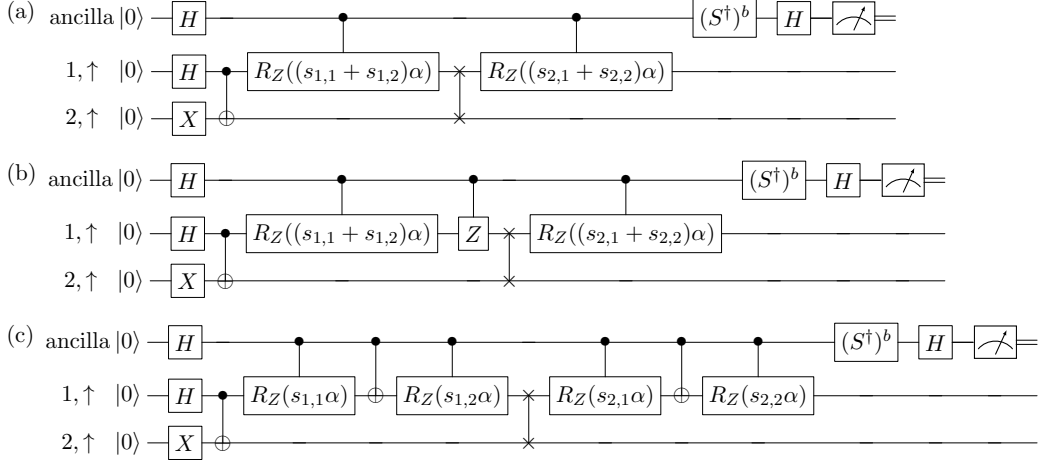 (a) ancilla |0⟩ H (S†)ᵇ H
1,↑ |0⟩ H R_Z((s_{1,1} + s_{1,2})α) R_Z((s_{2,1} + s_{2,2})α)
2,↑ |0⟩ X
(b) ancilla |0⟩ H (S†)ᵇ H
1,↑ |0⟩ H R_Z((s_{1,1} + s_{1,2})α) Z R_Z((s_{2,1} + s_{2,2})α)
2,↑ |0⟩ X
(c) ancilla |0⟩ H (S†)ᵇ H
1,↑ |0⟩ H R_Z(s_{1,1}α) R_Z(s_{1,2}α) R_Z(s_{2,1}α) R_Z(s_{2,2}α)
2,↑ |0⟩ X